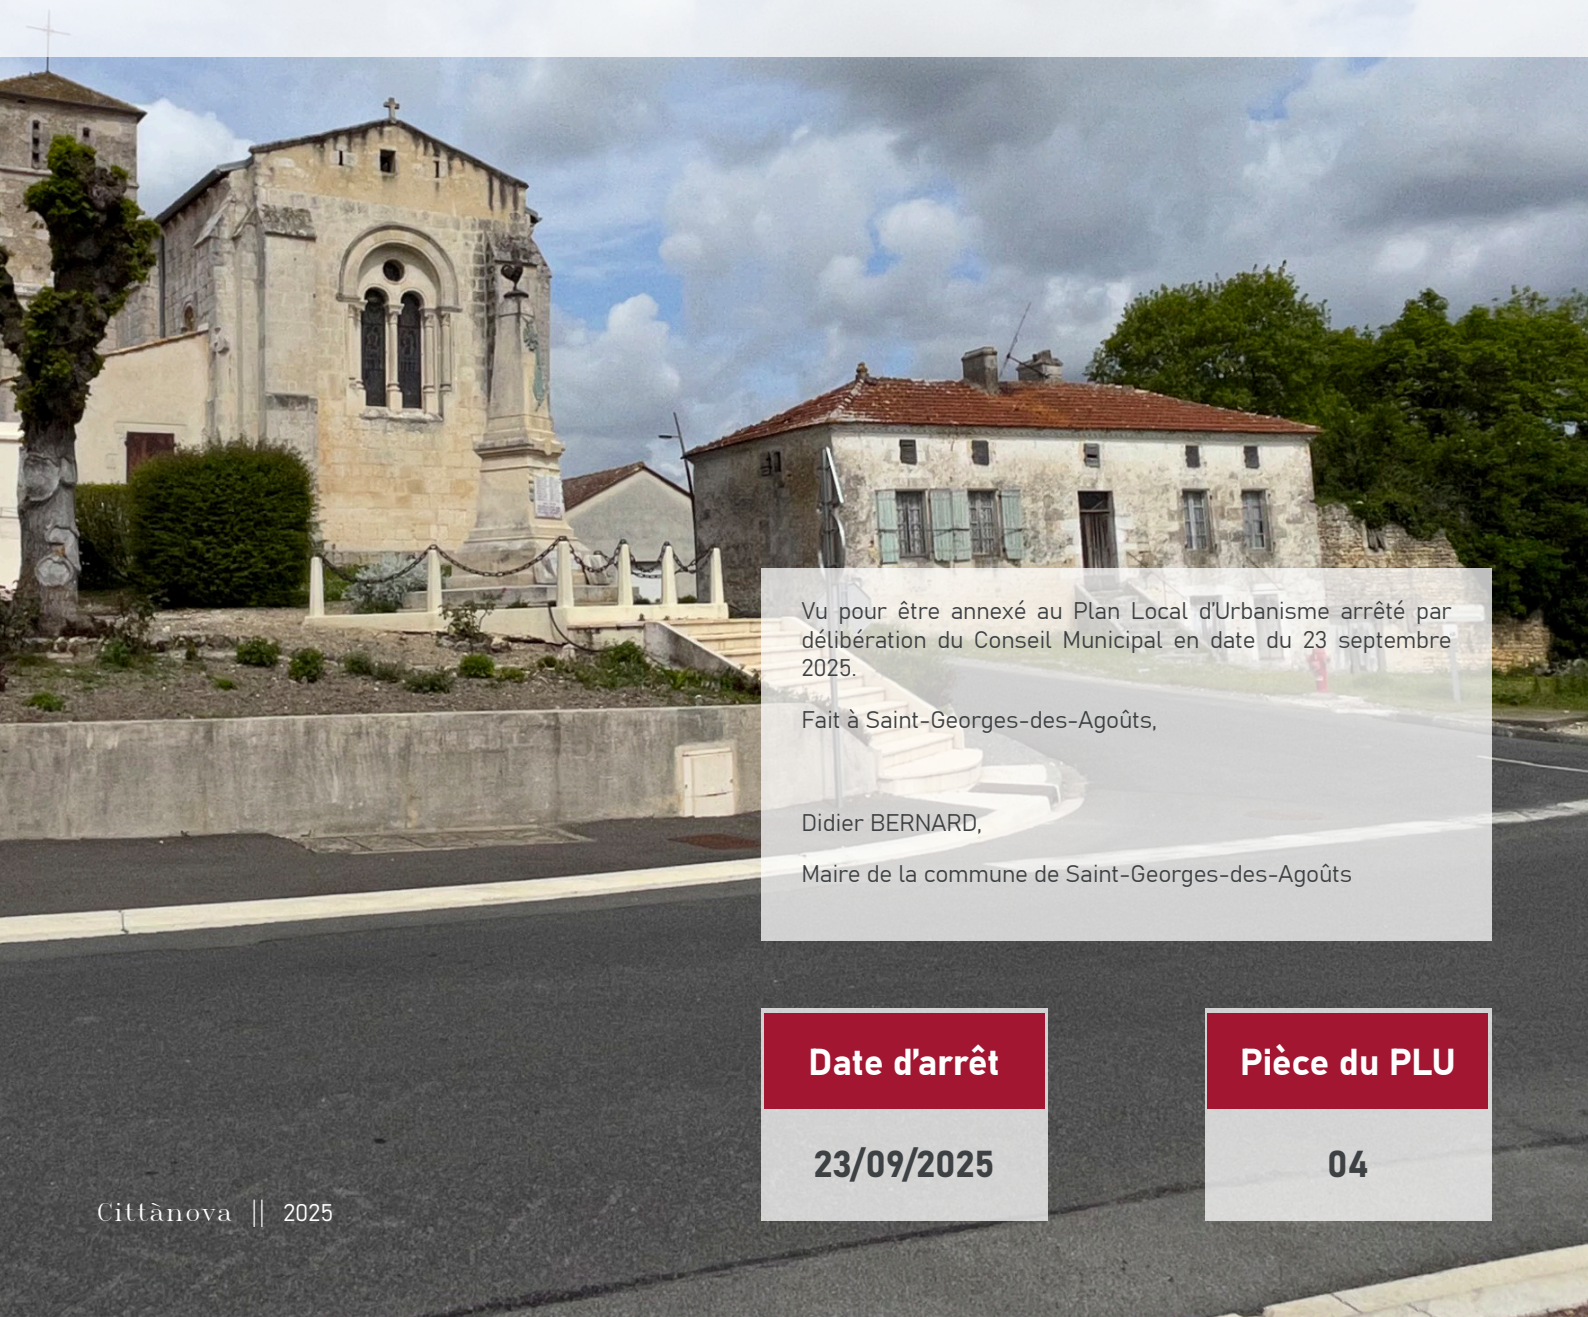 Vu pour être annexé au Plan Local d’Urbanisme arrêté par
délibération du Conseil Municipal en date du 23 septembre
2025.
Fait à Saint-Georges-des-Agoûts,
Didier BERNARD,
Maire de la commune de Saint-Georges-des-Agoûts
Date d’arrêt
23/09/2025
Pièce du PLU
04
Cittànova || 2025